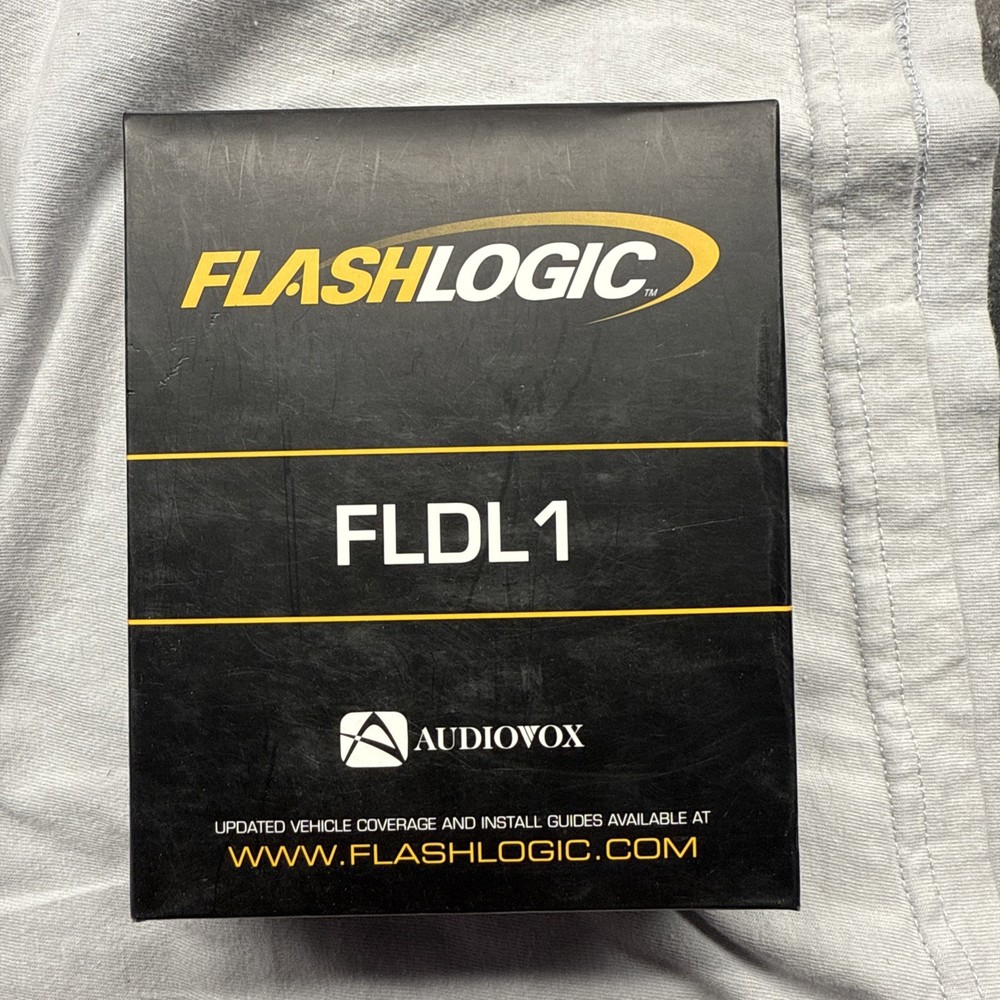 FLASHLOGIC™
FLDL1
AUDIOVOX
UPDATED VEHICLE COVERAGE AND INSTALL GUIDES AVAILABLE AT
WWW.FLASHLOGIC.COM